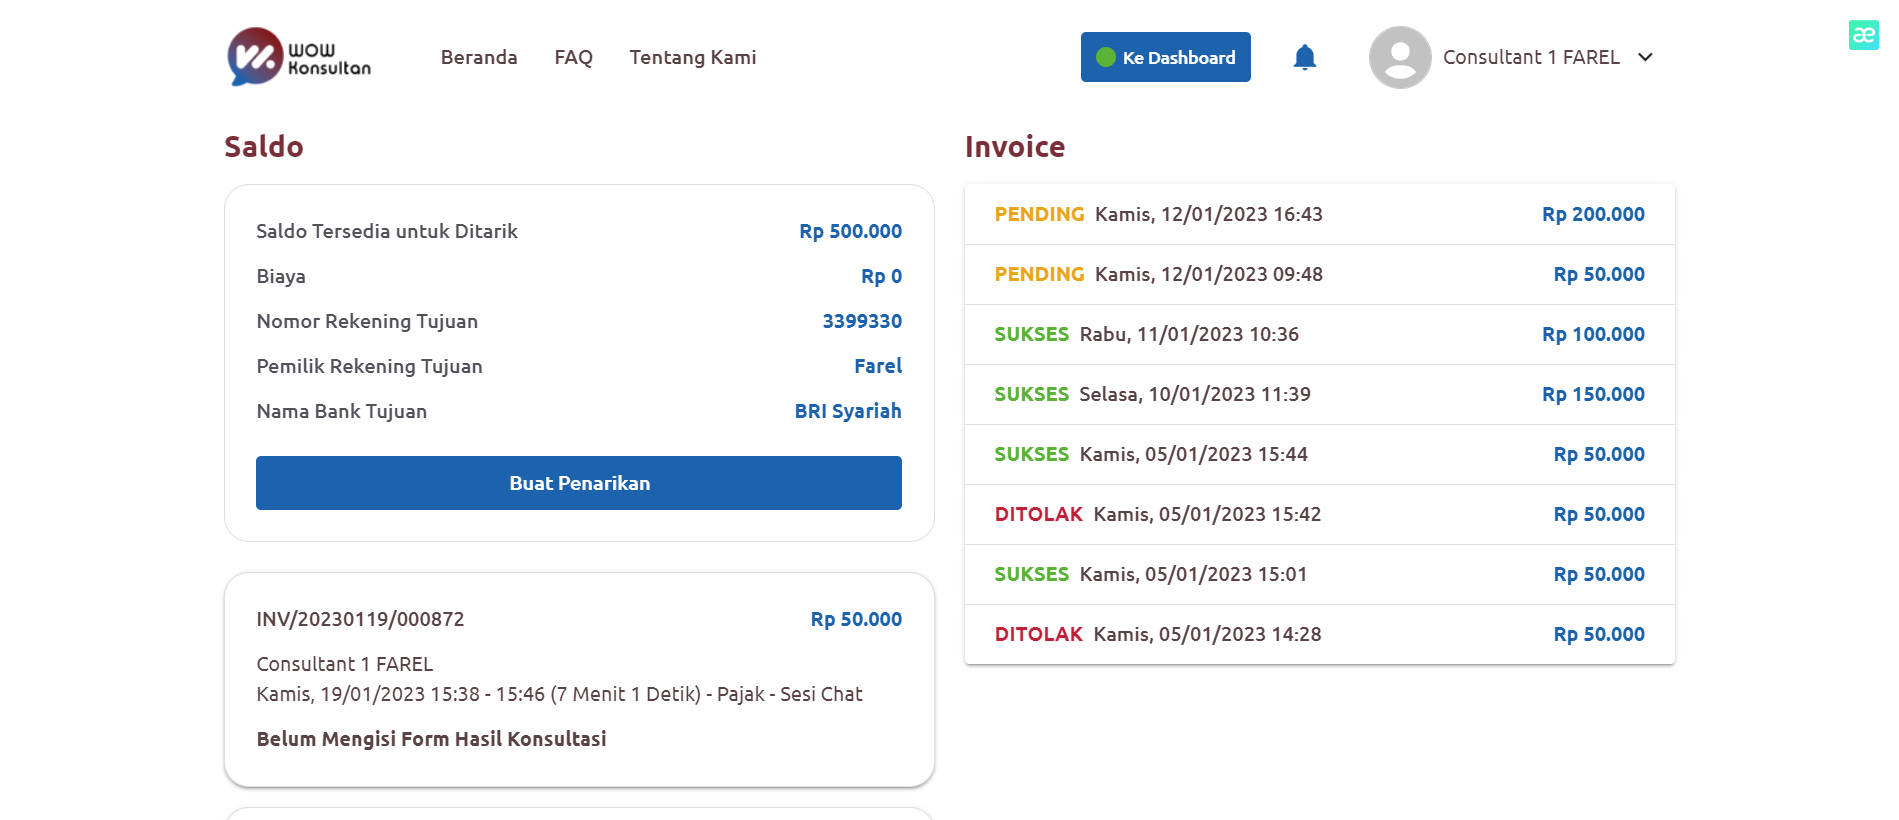 WOW
Konsultan
Beranda FAQ Tentang Kami
Ke Dashboard
Consultant 1 FAREL
æ
Saldo
Saldo Tersedia untuk Ditarik Rp 500.000
Biaya Rp 0
Nomor Rekening Tujuan 3399330
Pemilik Rekening Tujuan Farel
Nama Bank Tujuan BRI Syariah
Buat Penarikan
INV/20230119/000872 Rp 50.000
Consultant 1 FAREL
Kamis, 19/01/2023 15:38 - 15:46 (7 Menit 1 Detik) - Pajak - Sesi Chat
Belum Mengisi Form Hasil Konsultasi
Invoice
PENDING Kamis, 12/01/2023 16:43 Rp 200.000
PENDING Kamis, 12/01/2023 09:48 Rp 50.000
SUKSES Rabu, 11/01/2023 10:36 Rp 100.000
SUKSES Selasa, 10/01/2023 11:39 Rp 150.000
SUKSES Kamis, 05/01/2023 15:44 Rp 50.000
DITOLAK Kamis, 05/01/2023 15:42 Rp 50.000
SUKSES Kamis, 05/01/2023 15:01 Rp 50.000
DITOLAK Kamis, 05/01/2023 14:28 Rp 50.000